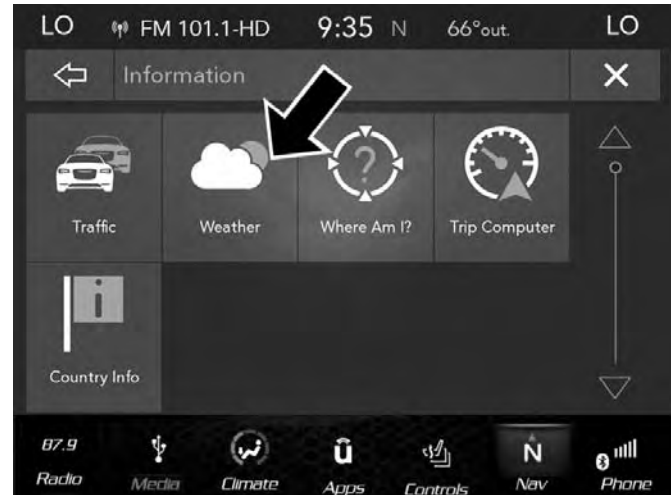 LO FM 101.1-HD 9:35 N 66°out. LO
Information
Traffic Weather Where Am I? Trip Computer
Country Info
87.9
Radio Media Climate Apps Controls Nav Phone